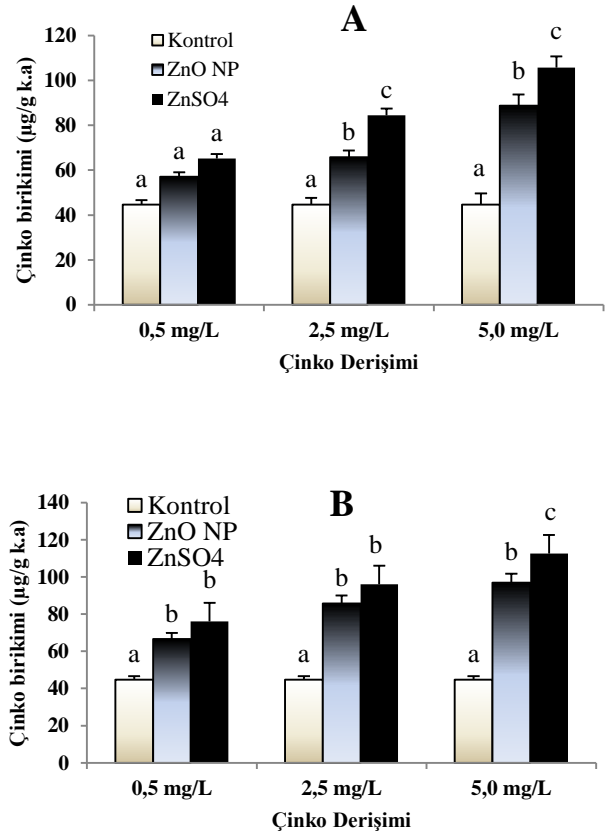 A
Kontrol
ZnO NP
ZnSO4
Çinko birikimi (µg/g k.a)
120
100
80
60
40
20
0
a a a
a b c
a b c
0,5 mg/L 2,5 mg/L 5,0 mg/L
Çinko Derişimi
B
Kontrol
ZnO NP
ZnSO4
Çinko birikimi (µg/g k.a)
140
120
100
80
60
40
20
0
a b b
a b b
a b c
0,5 mg/L 2,5 mg/L 5,0 mg/L
Çinko Derişimi